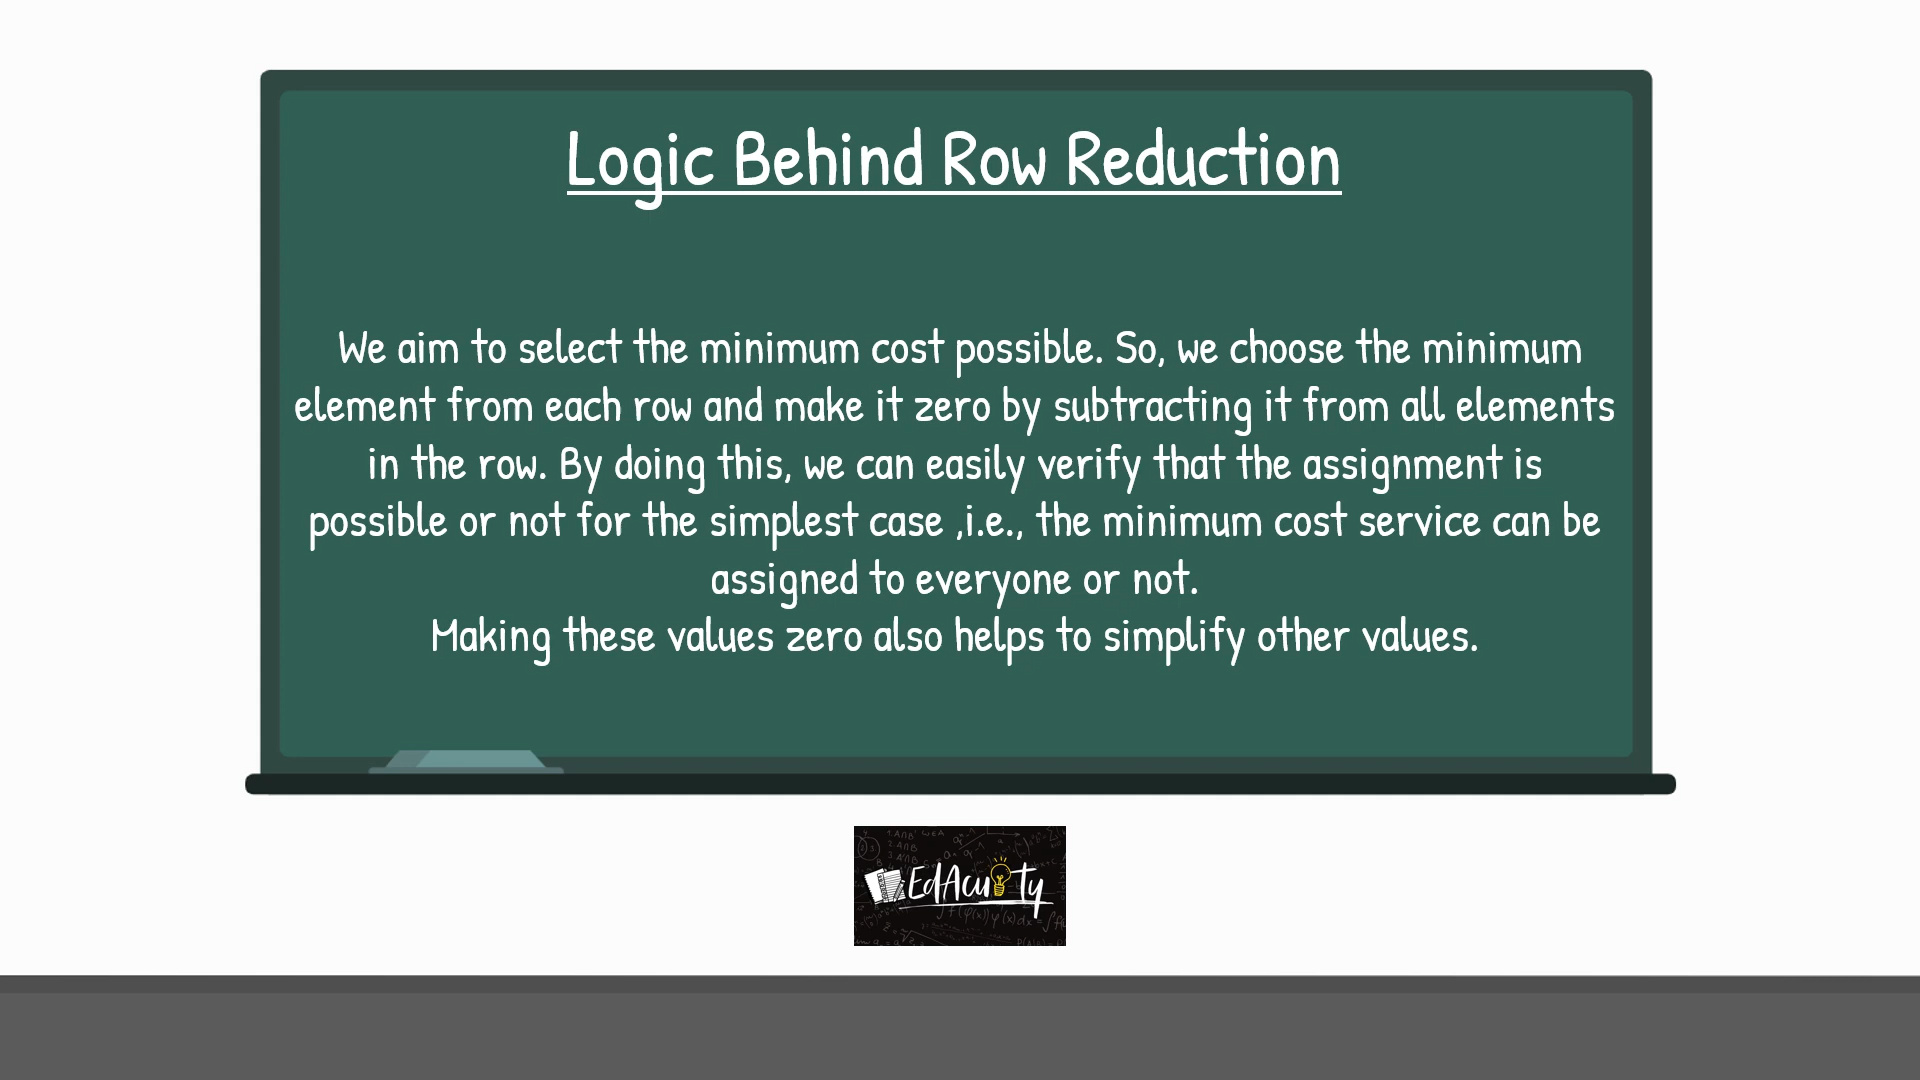 Logic Behind Row Reduction
We aim to select the minimum cost possible. So, we choose the minimum
element from each row and make it zero by subtracting it from all elements
in the row. By doing this, we can easily verify that the assignment is
possible or not for the simplest case ,i.e., the minimum cost service can be
assigned to everyone or not.
Making these values zero also helps to simplify other values.
EdAcuity